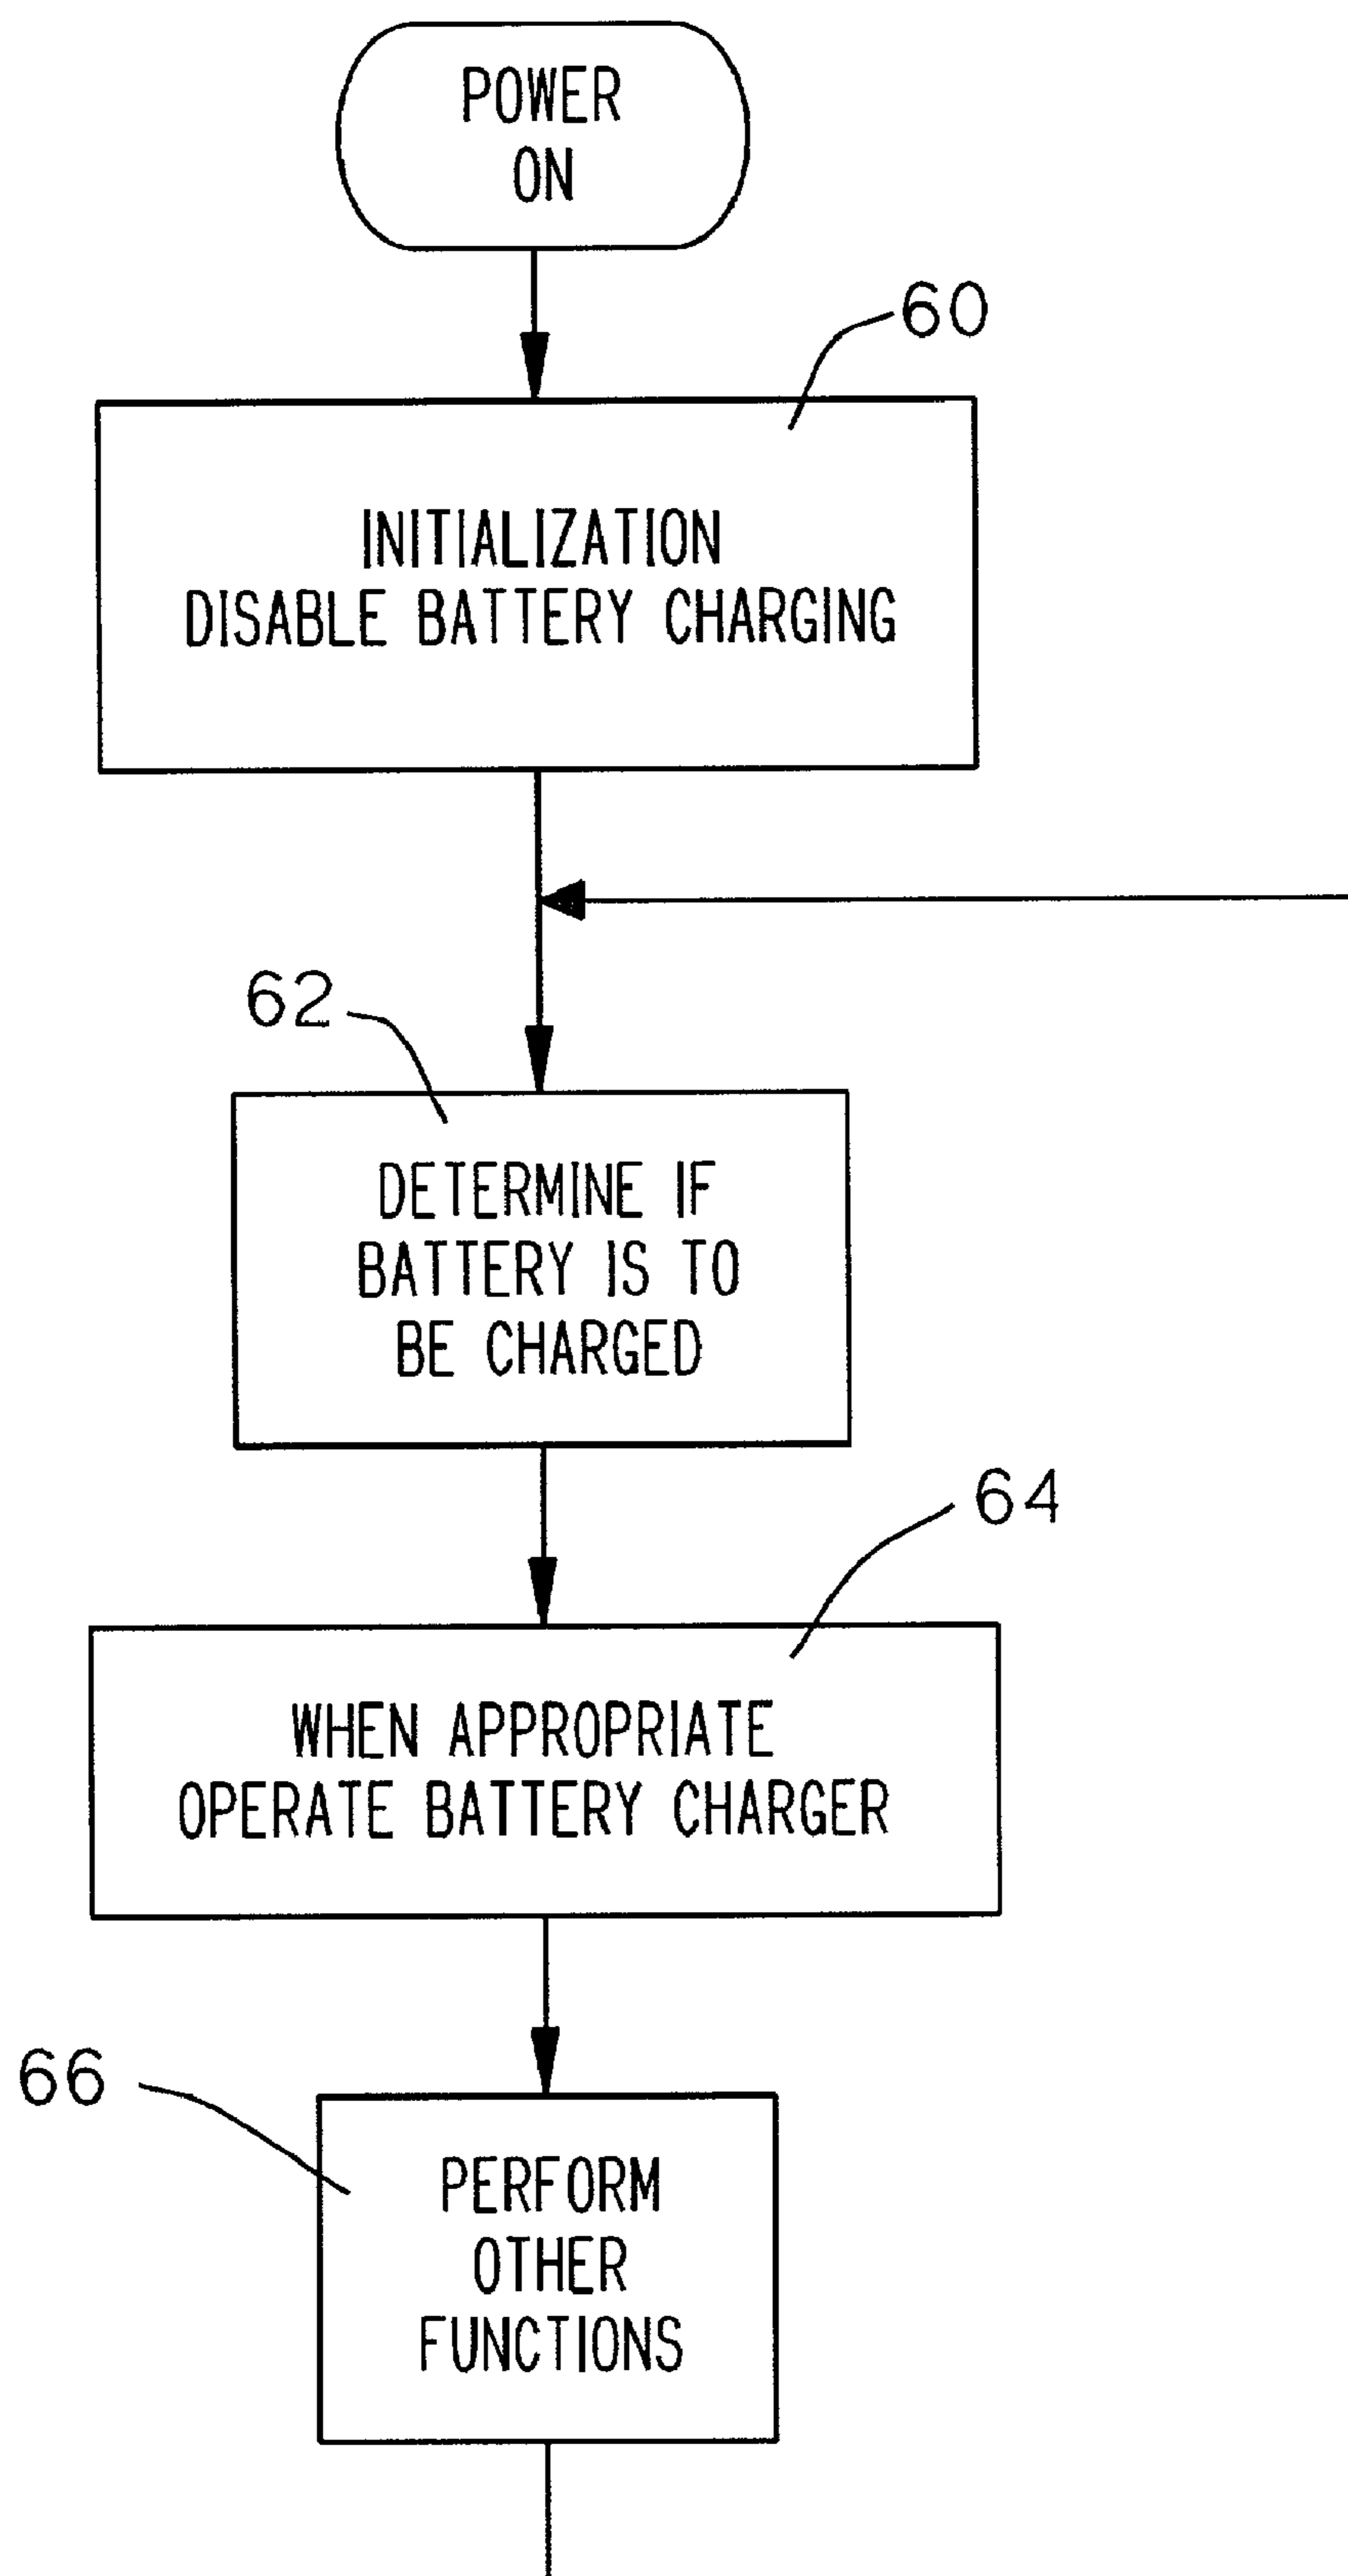 POWER
ON
60
INITIALIZATION
DISABLE BATTERY CHARGING
62
DETERMINE IF
BATTERY IS TO
BE CHARGED
64
WHEN APPROPRIATE
OPERATE BATTERY CHARGER
66
PERFORM
OTHER
FUNCTIONS